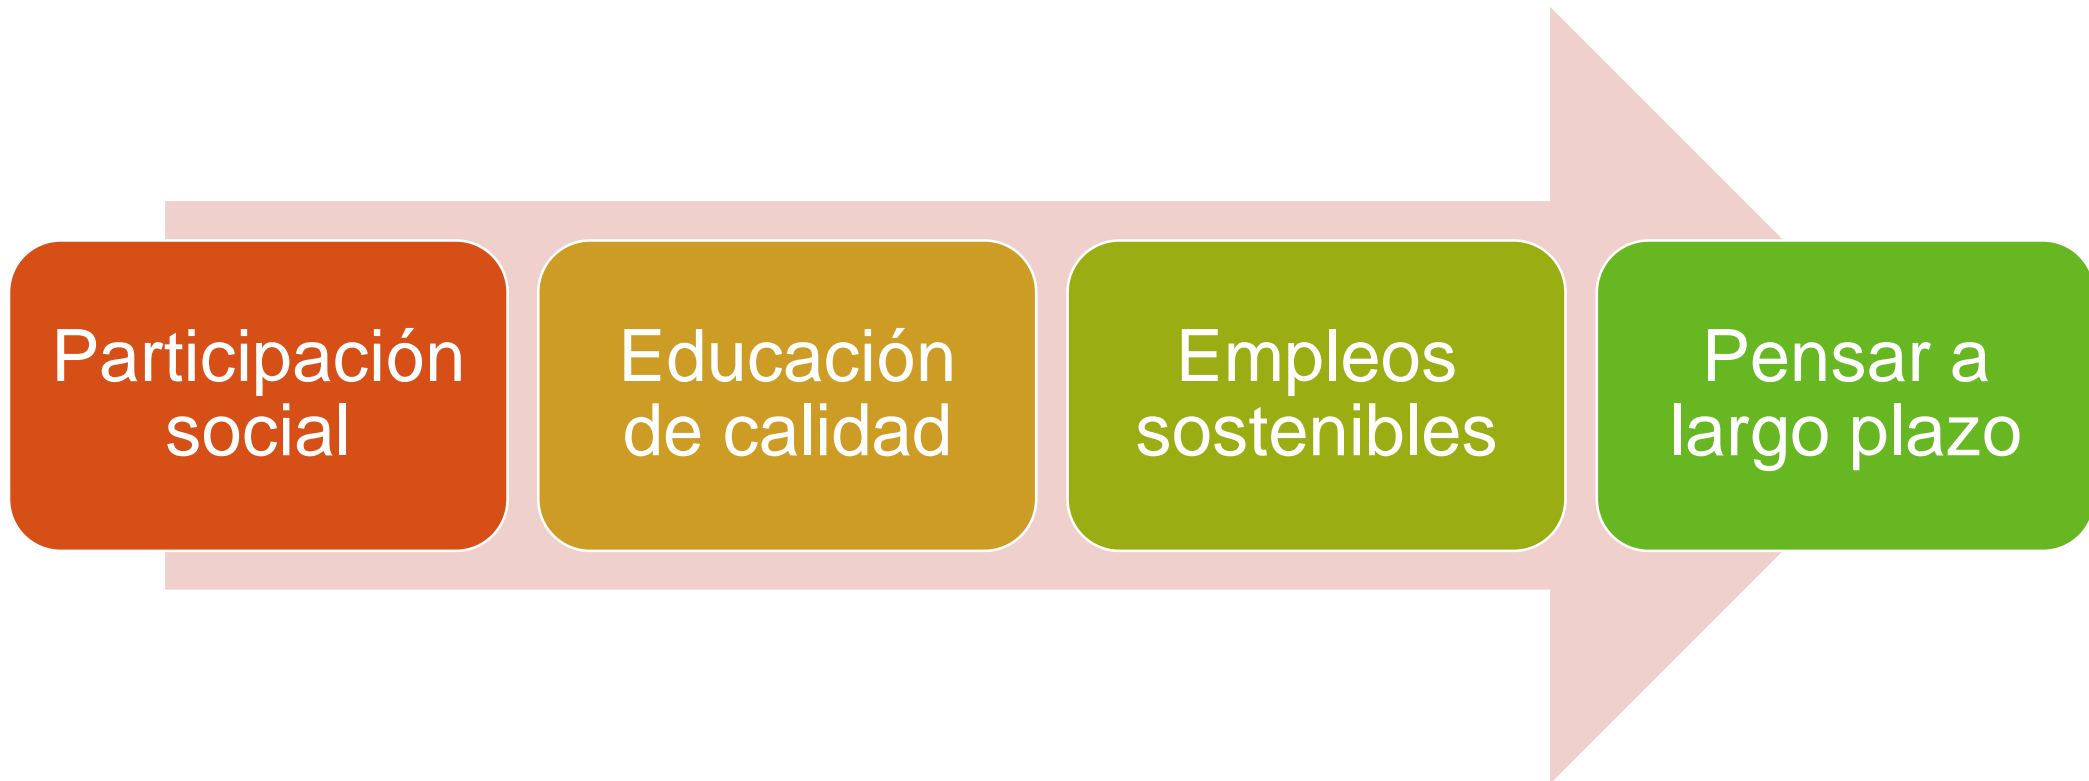 Participación
social
Educación
de calidad
Empleos
sostenibles
Pensar a
largo plazo